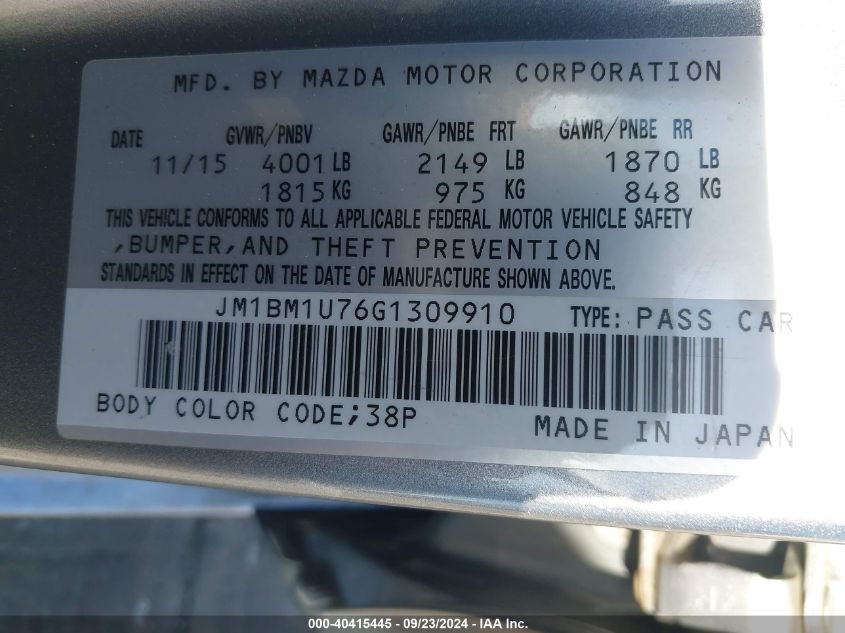 MFD. BY MAZDA MOTOR CORPORATION
DATE GVWR/PNBV GAWR/PNBE FRT GAWR/PNBE RR
11/15 4001 LB 2149 LB 1870 LB
1815 KG 975 KG 848 KG
THIS VEHICLE CONFORMS TO ALL APPLICABLE FEDERAL MOTOR VEHICLE SAFETY
,BUMPER,AND THEFT PREVENTION
STANDARDS IN EFFECT ON THE DATE OF MANUFACTURE SHOWN ABOVE.
JM1BM1U76G1309910 TYPE: PASS CAR
BODY COLOR CODE;38P
MADE IN JAPAN
000-40415445 - 09/23/2024 - IAA Inc.